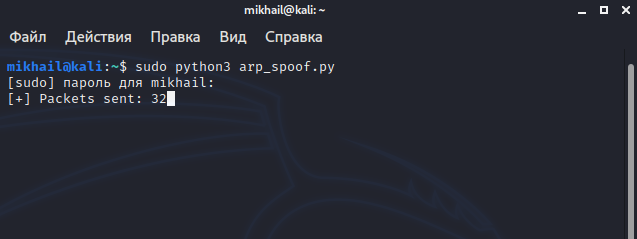 mikhail@kali: ~
Файл Действия Правка Вид Справка
mikhail@kali:~$ sudo python3 arp_spoof.py
[sudo] пароль для mikhail:
[+] Packets sent: 32